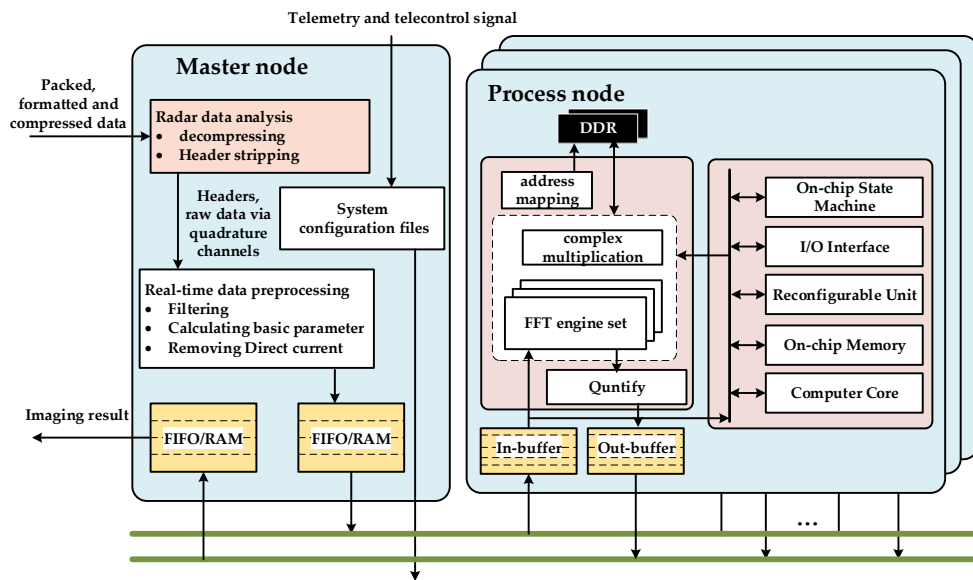 Telemetry and telecontrol signal
Master node
Packed,
formatted and
compressed data
Radar data analysis
• decompressing
• Header stripping
Headers,
raw data via
quadrature
channels
System
configuration files
Real-time data preprocessing
• Filtering
• Calculating basic parameter
• Removing Direct current
Imaging result
FIFO/RAM
FIFO/RAM
Process node
DDR
address
mapping
complex
multiplication
FFT engine set
Quntify
In-buffer
Out-buffer
On-chip State
Machine
I/O Interface
Reconfigurable Unit
On-chip Memory
Computer Core
...